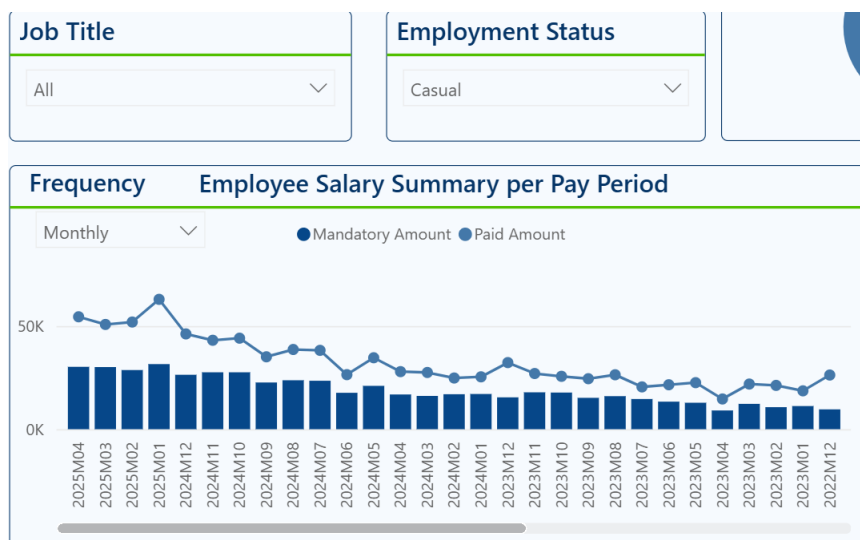 Job Title
Employment Status
All
Casual
Frequency
Employee Salary Summary per Pay Period
Monthly
Mandatory Amount
Paid Amount
50K
0K
2025M04
2025M03
2025M02
2025M01
2024M12
2024M11
2024M10
2024M09
2024M08
2024M07
2024M06
2024M05
2024M04
2024M03
2024M02
2024M01
2023M12
2023M11
2023M10
2023M09
2023M08
2023M07
2023M06
2023M05
2023M04
2023M03
2023M02
2023M01
2022M12